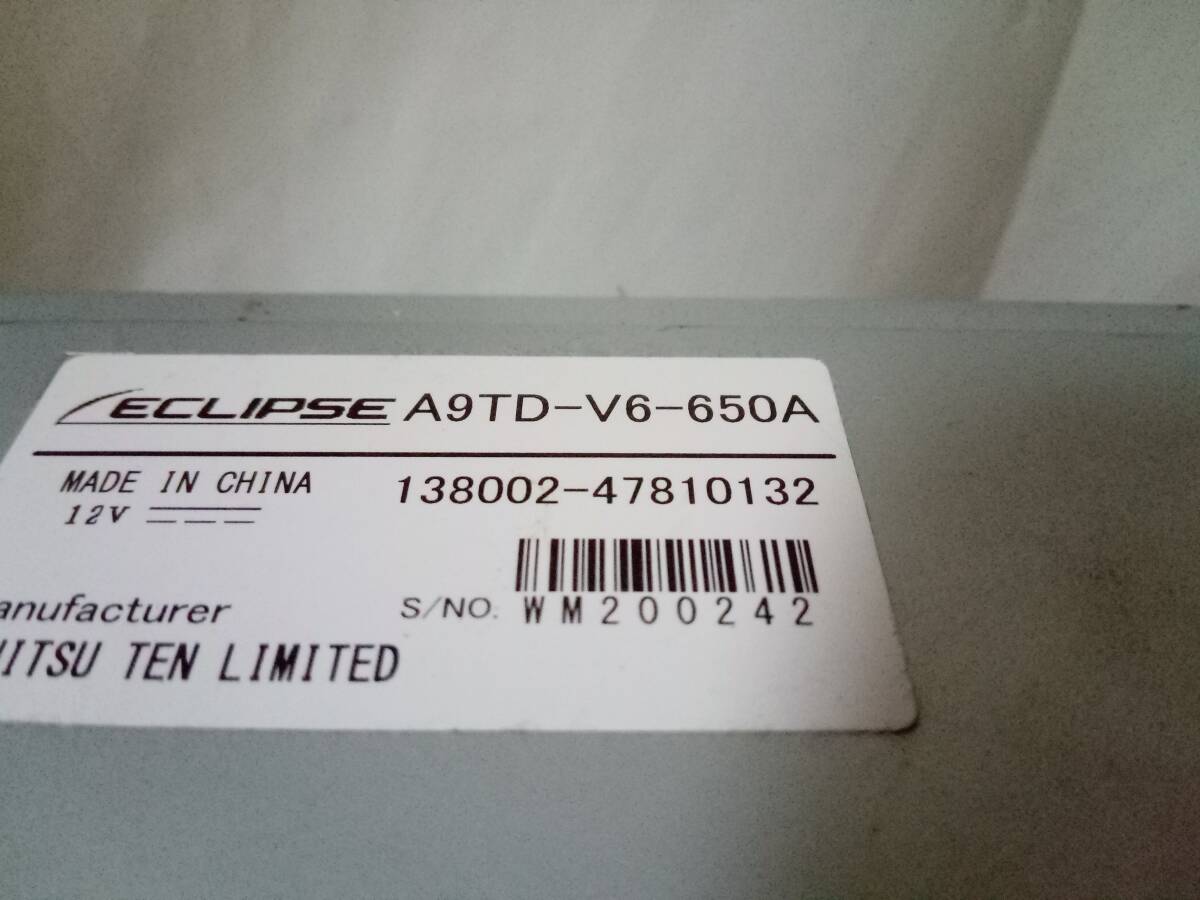 ECLIPSE A9TD-V6-650A
MADE IN CHINA 138002-47810132
12V
anufacturer S/NO. WM200242
ITSU TEN LIMITED